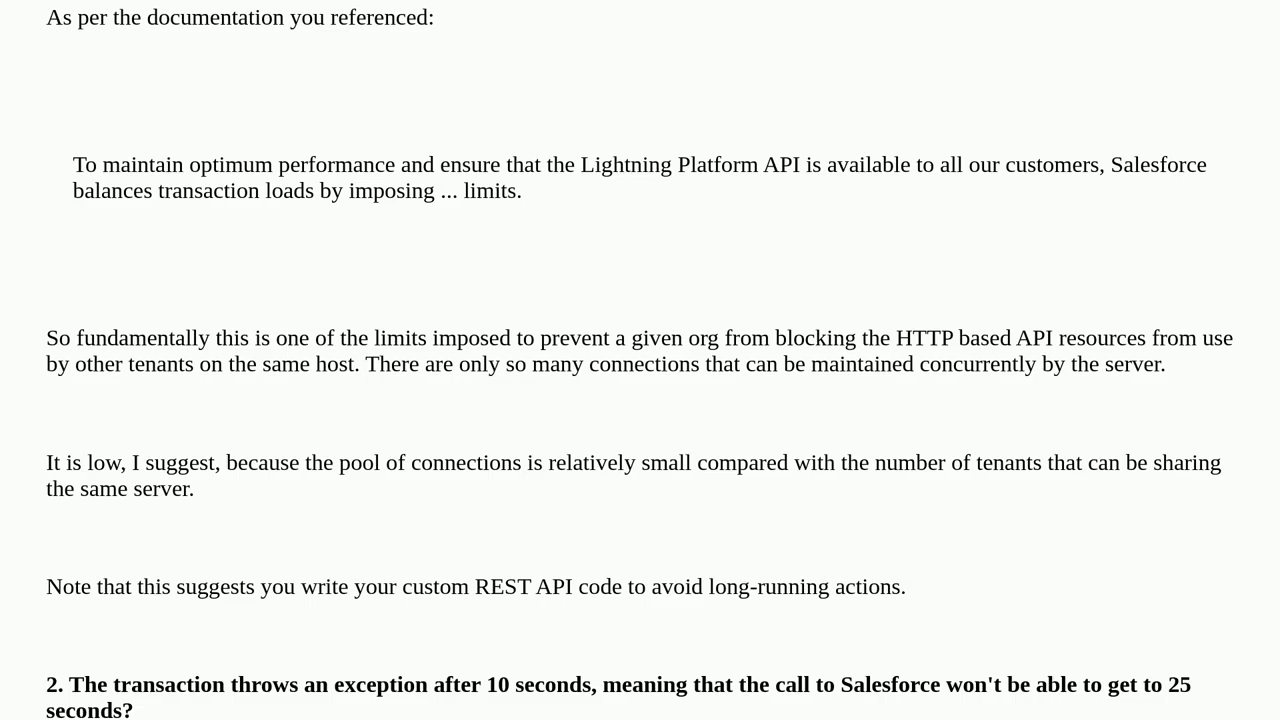 As per the documentation you referenced:
To maintain optimum performance and ensure that the Lightning Platform API is available to all our customers, Salesforce
balances transaction loads by imposing ... limits.
So fundamentally this is one of the limits imposed to prevent a given org from blocking the HTTP based API resources from use
by other tenants on the same host. There are only so many connections that can be maintained concurrently by the server.
It is low, I suggest, because the pool of connections is relatively small compared with the number of tenants that can be sharing
the same server.
Note that this suggests you write your custom REST API code to avoid long-running actions.
2. The transaction throws an exception after 10 seconds, meaning that the call to Salesforce won't be able to get to 25
seconds?